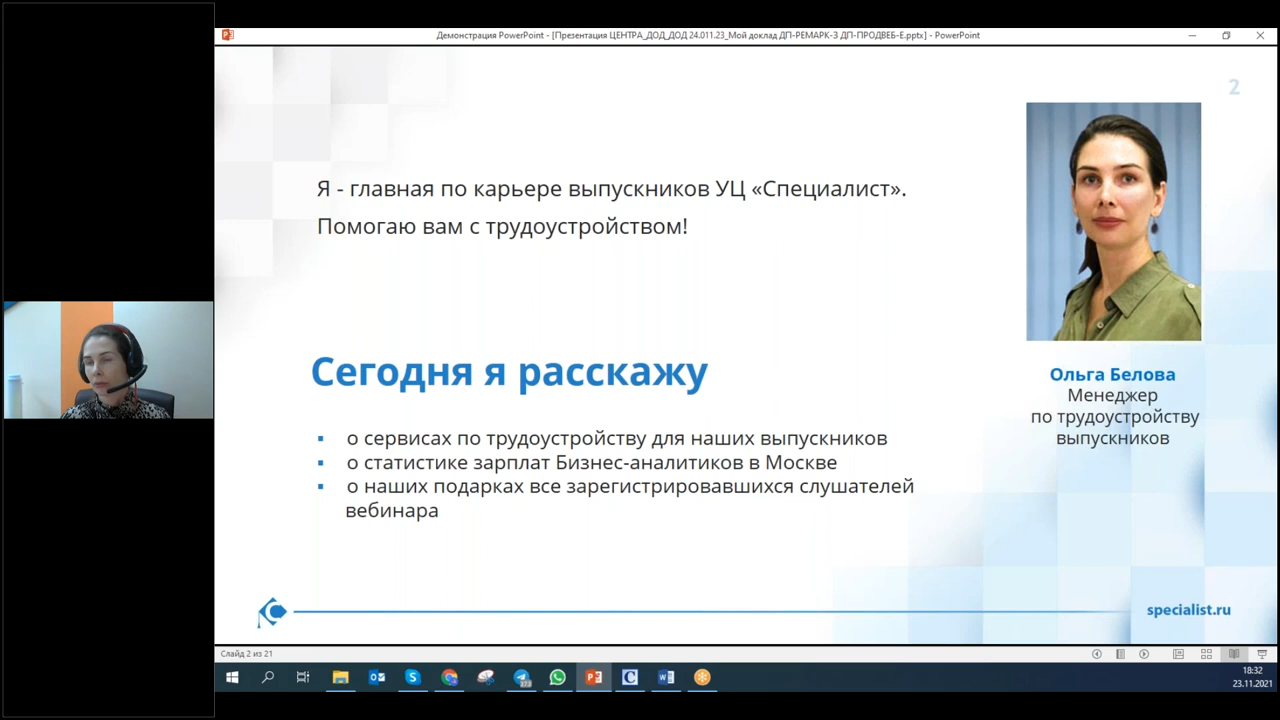 Демонстрация PowerPoint - [Презентация ЦЕНТРА_ДОД_ДОД 24.011.23_Мой доклад ДП-РЕМАРК-3 ДП-ПРОДВЕБ-Е.pptx] - PowerPoint
2
Я - главная по карьере выпускников УЦ «Специалист».
Помогаю вам с трудоустройством!
Сегодня я расскажу
Ольга Белова
Менеджер
по трудоустройству
выпускников
▪ о сервисах по трудоустройству для наших выпускников
▪ о статистике зарплат Бизнес-аналитиков в Москве
▪ о наших подарках все зарегистрировавшихся слушателей
вебинара
specialist.ru
Слайд 2 из 21
18:32
23.11.2021